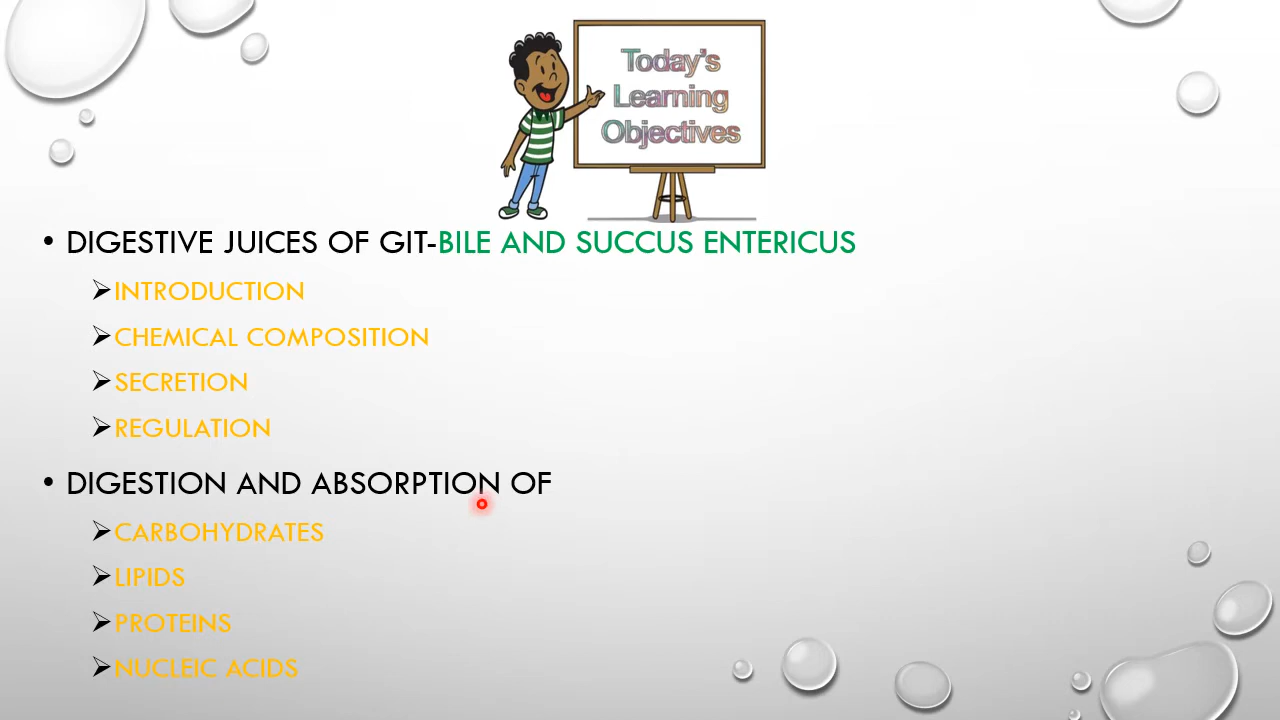 Today's
Learning
Objectives
• DIGESTIVE JUICES OF GIT-BILE AND SUCCUS ENTERICUS
➢INTRODUCTION
➢CHEMICAL COMPOSITION
➢SECRETION
➢REGULATION
• DIGESTION AND ABSORPTION OF
➢CARBOHYDRATES
➢LIPIDS
➢PROTEINS
➢NUCLEIC ACIDS